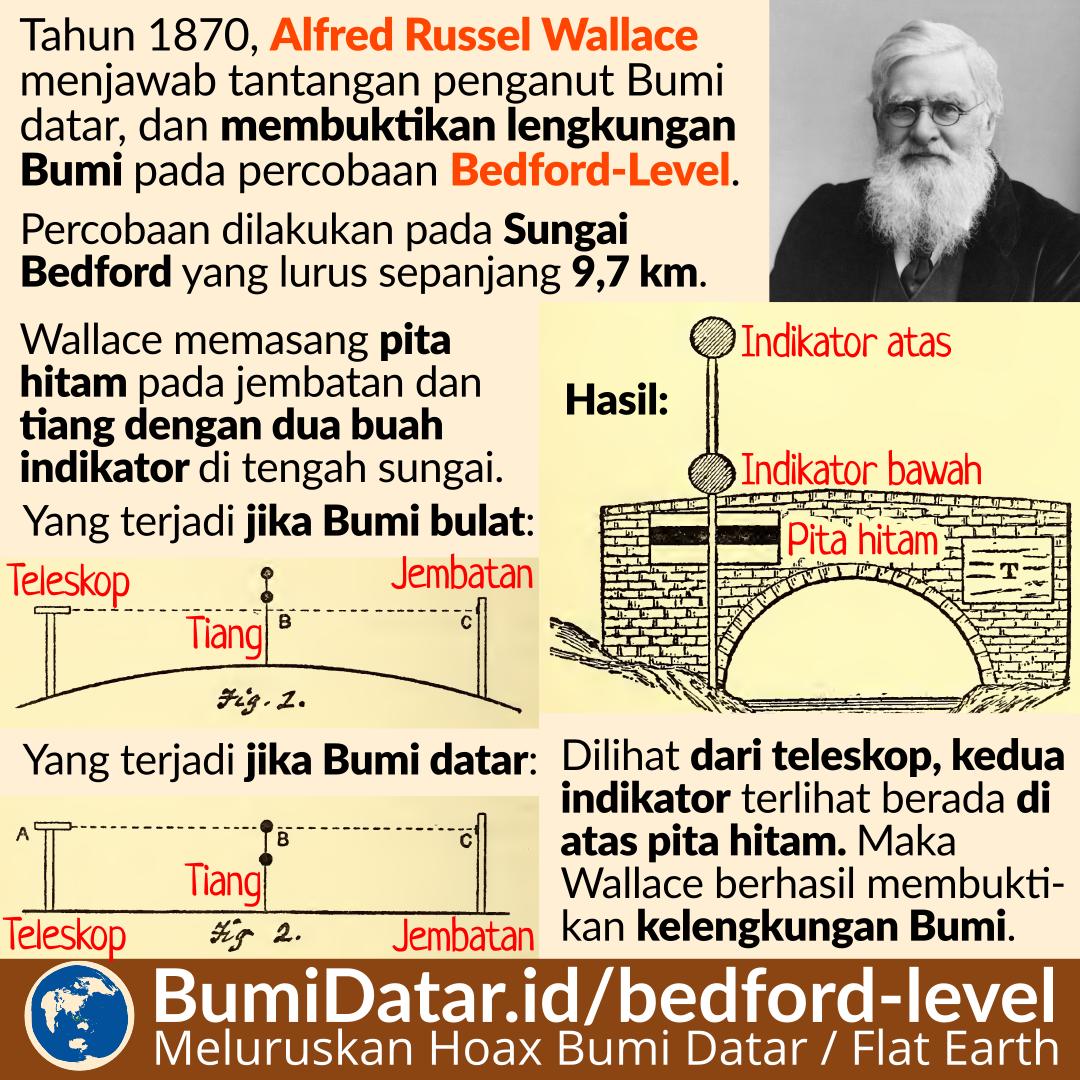 Tahun 1870, Alfred Russel Wallace
menjawab tantangan penganut Bumi
datar, dan membuktikan lengkungan
Bumi pada percobaan Bedford-Level.
Percobaan dilakukan pada Sungai
Bedford yang lurus sepanjang 9,7 km.
Wallace memasang pita
hitam pada jembatan dan
tiang dengan dua buah
indikator di tengah sungai.
Yang terjadi jika Bumi bulat:
Teleskop
Jembatan
Tiang
B
C
Fig. 1.
Yang terjadi jika Bumi datar:
A
B
C
Tiang
Teleskop
Fig 2.
Jembatan
Hasil:
Indikator atas
Indikator bawah
Pita hitam
T
Dilihat dari teleskop, kedua
indikator terlihat berada di
atas pita hitam. Maka
Wallace berhasil membukti-
kan kelengkungan Bumi.
BumiDatar.id/bedford-level
Meluruskan Hoax Bumi Datar / Flat Earth